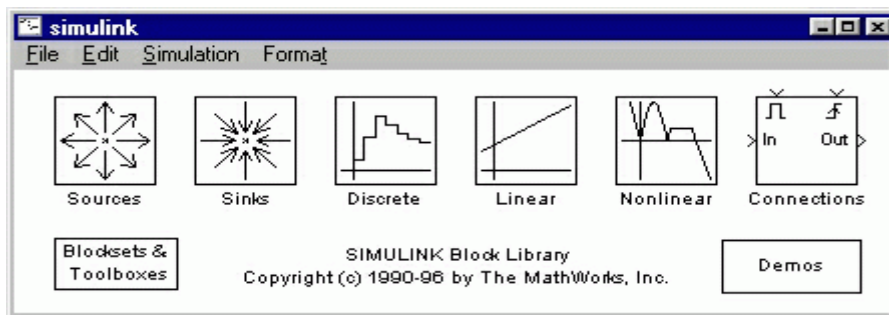 simulink
File Edit Simulation Format
In Out
Sources Sinks Discrete Linear Nonlinear Connections
Blocksets &
Toolboxes
SIMULINK Block Library
Copyright (c) 1990-96 by The MathWorks, Inc.
Demos